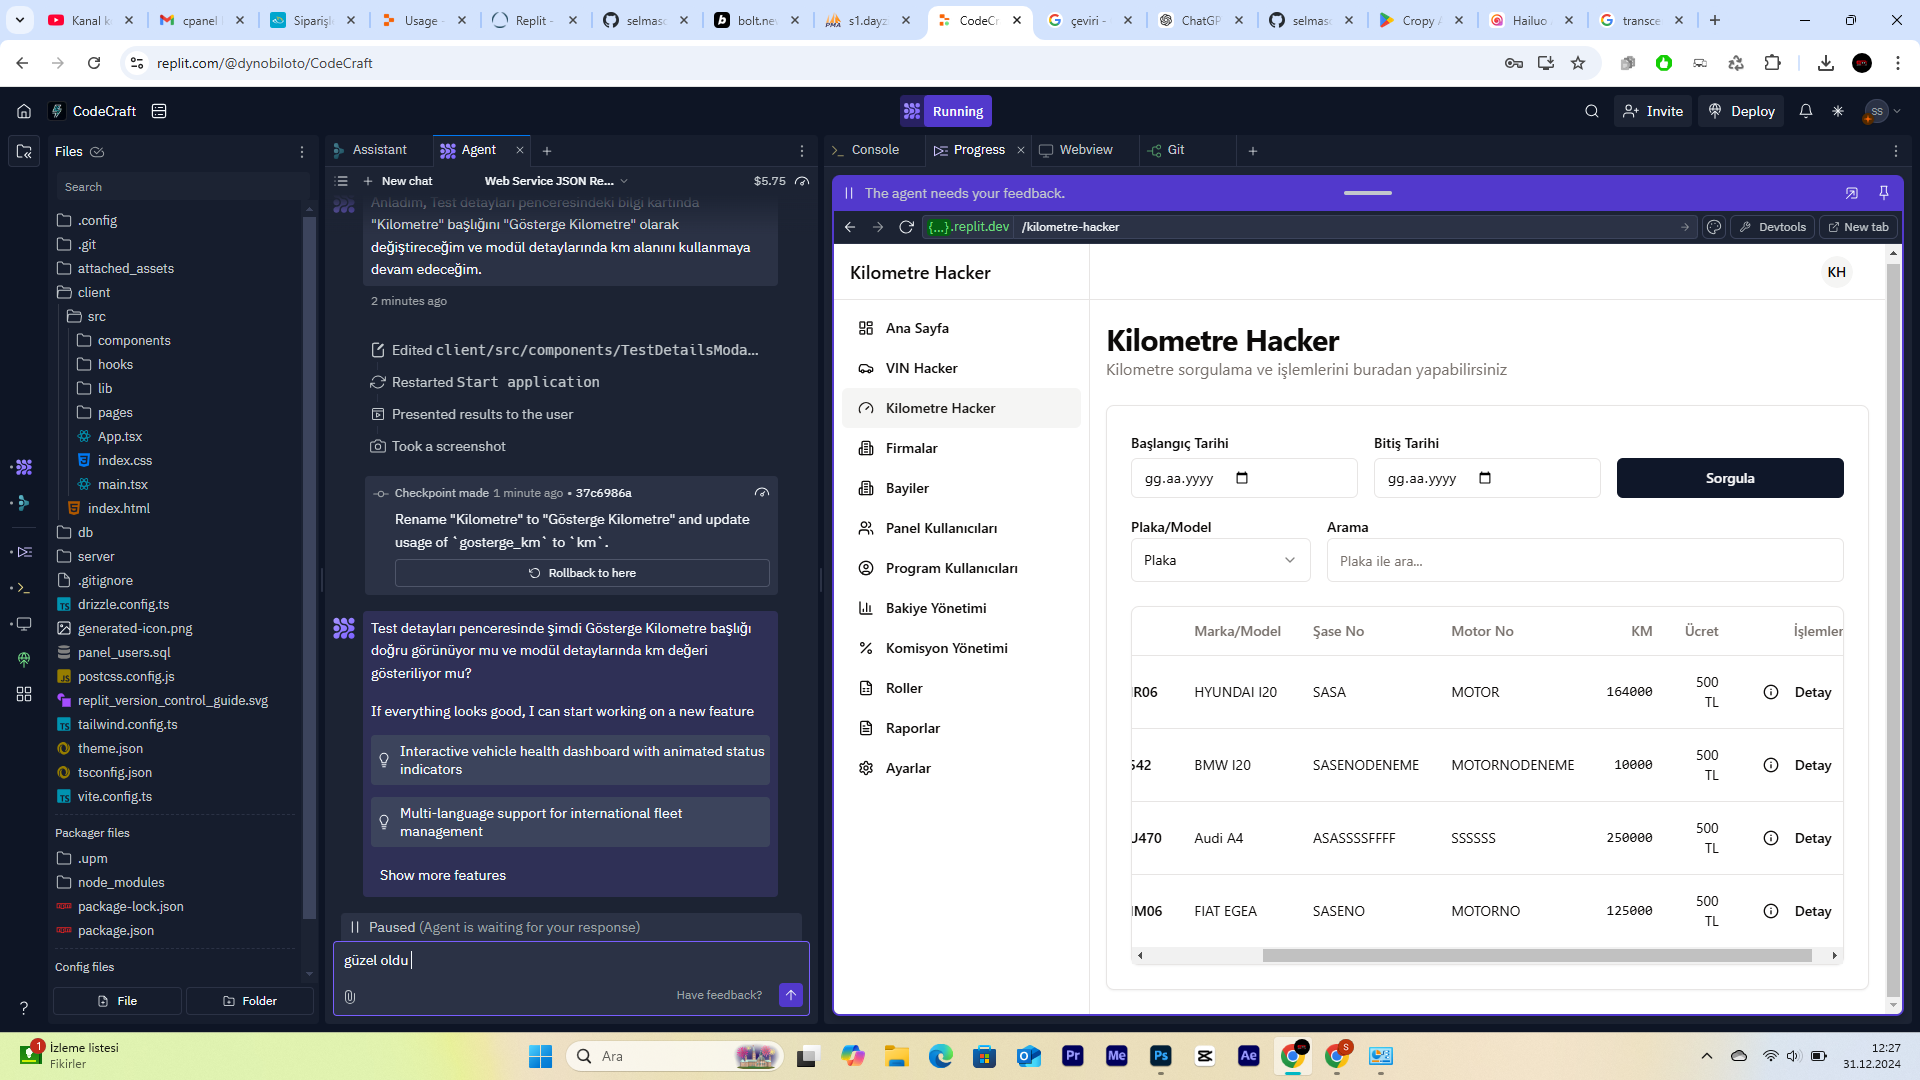 Kanal k
cpanel
Sipariş
Usage -
Replit -
selmas
bolt.ne
s1.dayz
CodeCr
çeviri -
ChatGP
selmas
Cropy A
Hailuo
transce
replit.com/@dynobiloto/CodeCraft
CodeCraft
Running
Invite
Deploy
SS
Files
Search
.config
.git
attached_assets
client
src
components
hooks
lib
pages
App.tsx
index.css
main.tsx
index.html
db
server
.gitignore
drizzle.config.ts
generated-icon.png
panel_users.sql
postcss.config.js
replit_version_control_guide.svg
tailwind.config.ts
theme.json
tsconfig.json
vite.config.ts
Packager files
.upm
node_modules
package-lock.json
package.json
Config files
File
Folder
Assistant
Agent
New chat
Web Service JSON Re...
$5.75
Anladım, Test detayları penceresindeki bilgi kartında
"Kilometre" başlığını "Gösterge Kilometre" olarak
değiştireceğim ve modül detaylarında km alanını kullanmaya
devam edeceğim.
2 minutes ago
Edited client/src/components/TestDetailsModa...
Restarted Start application
Presented results to the user
Took a screenshot
Checkpoint made 1 minute ago • 37c6986a
Rename "Kilometre" to "Gösterge Kilometre" and update
usage of `gosterge_km` to `km`.
Rollback to here
Test detayları penceresinde şimdi Gösterge Kilometre başlığı
doğru görünüyor mu ve modül detaylarında km değeri
gösteriliyor mu?
If everything looks good, I can start working on a new feature
Interactive vehicle health dashboard with animated status
indicators
Multi-language support for international fleet
management
Show more features
Paused (Agent is waiting for your response)
güzel oldu
Have feedback?
Console
Progress
Webview
Git
The agent needs your feedback.
{...}.replit.dev
/kilometre-hacker
Devtools
New tab
Kilometre Hacker
KH
Ana Sayfa
VIN Hacker
Kilometre Hacker
Firmalar
Bayiler
Panel Kullanıcıları
Program Kullanıcıları
Bakiye Yönetimi
Komisyon Yönetimi
Roller
Raporlar
Ayarlar
Kilometre Hacker
Kilometre sorgulama ve işlemlerini buradan yapabilirsiniz
Başlangıç Tarihi
Bitiş Tarihi
gg.aa.yyyy
gg.aa.yyyy
Sorgula
Plaka/Model
Arama
Plaka
Plaka ile ara...
Marka/Model Şase No Motor No KM Ücret İşlemler
R06 HYUNDAI I20 SASA MOTOR 164000 500 TL Detay
42 BMW I20 SASENODENEME MOTORNODENEME 10000 500 TL Detay
J470 Audi A4 ASASSSSFFFF SSSSSS 250000 500 TL Detay
M06 FIAT EGEA SASENO MOTORNO 125000 500 TL Detay
1
İzleme listesi
Fikirler
Ara
Pr
Me
Ps
Ae
S
12:27
31.12.2024